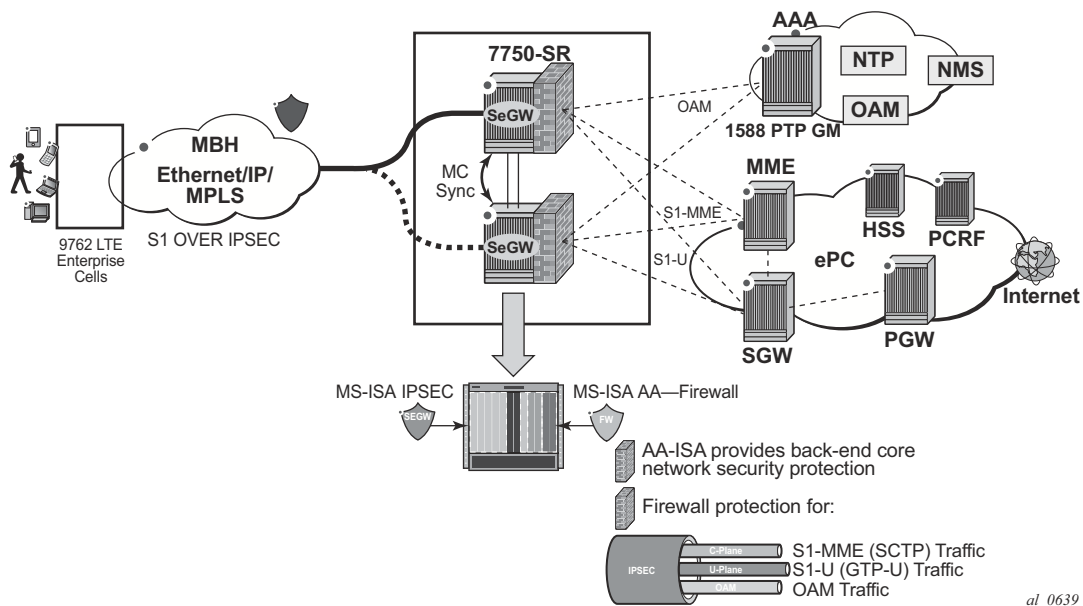 AAA
7750-SR
NTP
NMS
OAM
1588 PTP GM
OAM
SeGW
MBH
Ethernet/IP/
MPLS
S1 OVER IPSEC
9762 LTE
Enterprise
Cells
MC
Sync
SeGW
MME
S1-MME
S1-U
HSS
PCRF
ePC
Internet
SGW
PGW
MS-ISA IPSEC
MS-ISA AA—Firewall
SEGW
FW
AA-ISA provides back-end core
network security protection
Firewall protection for:
IPSEC
C-Plane
S1-MME (SCTP) Traffic
U-Plane
S1-U (GTP-U) Traffic
OAM
OAM Traffic
al_0639